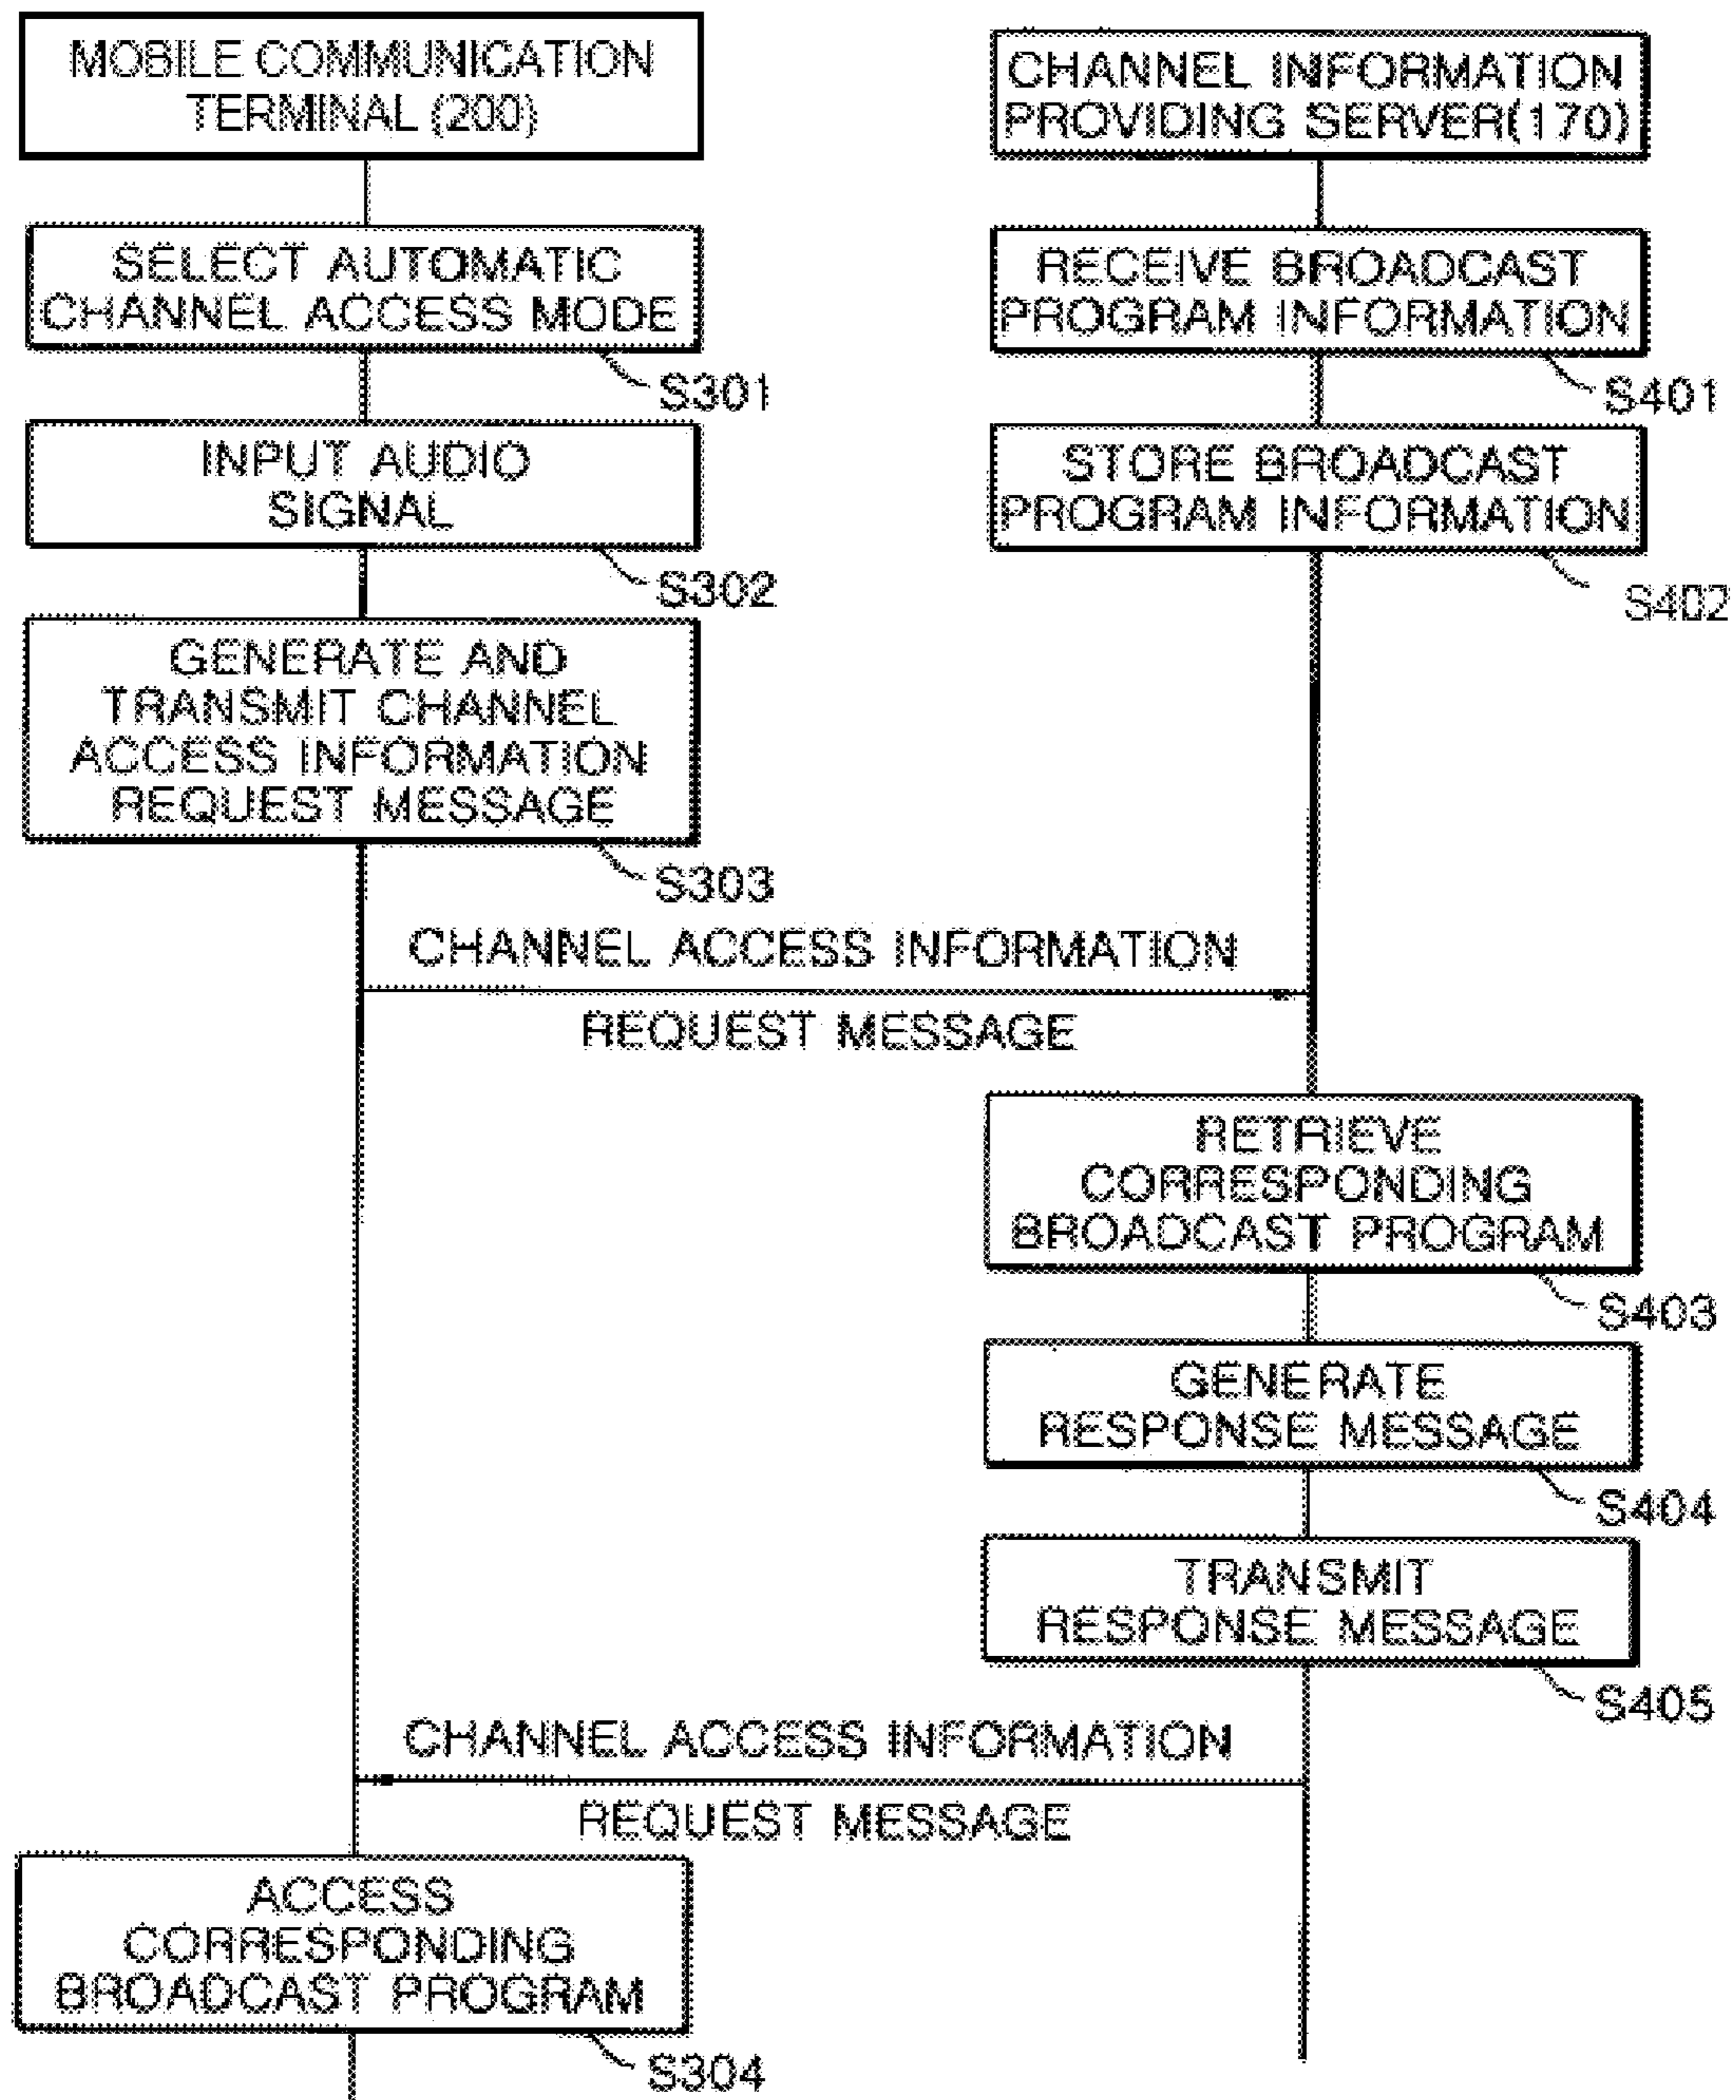 MOBILE COMMUNICATION
TERMINAL (200)
CHANNEL INFORMATION
PROVIDING SERVER(170)
SELECT AUTOMATIC
CHANNEL ACCESS MODE
S301
RECEIVE BROADCAST
PROGRAM INFORMATION
S401
INPUT AUDIO
SIGNAL
S302
STORE BROADCAST
PROGRAM INFORMATION
S402
GENERATE AND
TRANSMIT CHANNEL
ACCESS INFORMATION
REQUEST MESSAGE
S303
CHANNEL ACCESS INFORMATION
REQUEST MESSAGE
RETRIEVE
CORRESPONDING
BROADCAST PROGRAM
S403
GENERATE
RESPONSE MESSAGE
S404
TRANSMIT
RESPONSE MESSAGE
S405
CHANNEL ACCESS INFORMATION
REQUEST MESSAGE
ACCESS
CORRESPONDING
BROADCAST PROGRAM
S304